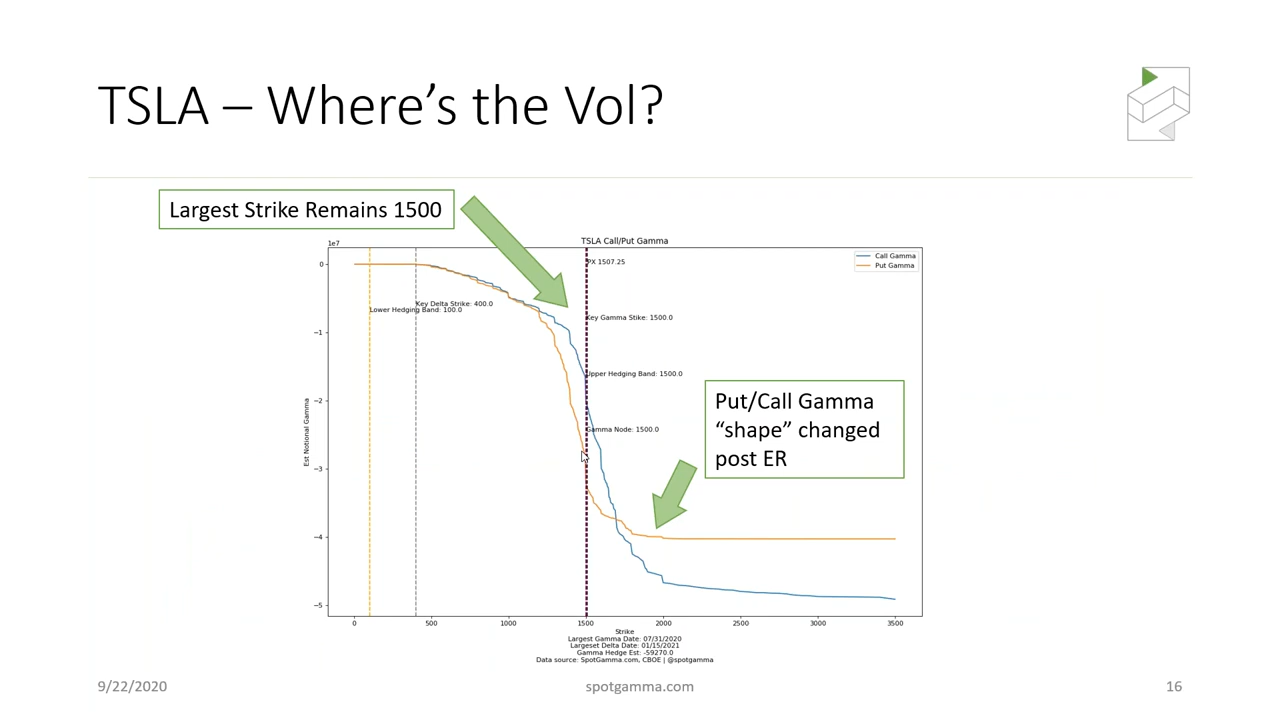 TSLA – Where's the Vol?
Largest Strike Remains 1500
TSLA Call/Put Gamma
1e7
PX 1507.25
Call Gamma
Put Gamma
Key Delta Strike: 400.0
Lower Hedging Band: 100.0
Key Gamma Stike: 1500.0
Upper Hedging Band: 1500.0
Gamma Node: 1500.0
Put/Call Gamma
“shape” changed
post ER
Est Notional Gamma
0
−1
−2
−3
−4
−5
0 500 1000 1500 2000 2500 3000 3500
Strike
Largest Gamma Date: 07/31/2020
Largeset Delta Date: 01/15/2021
Gamma Hedge Est: -59270.0
Data source: SpotGamma.com, CBOE | @spotgamma
9/22/2020
spotgamma.com
16